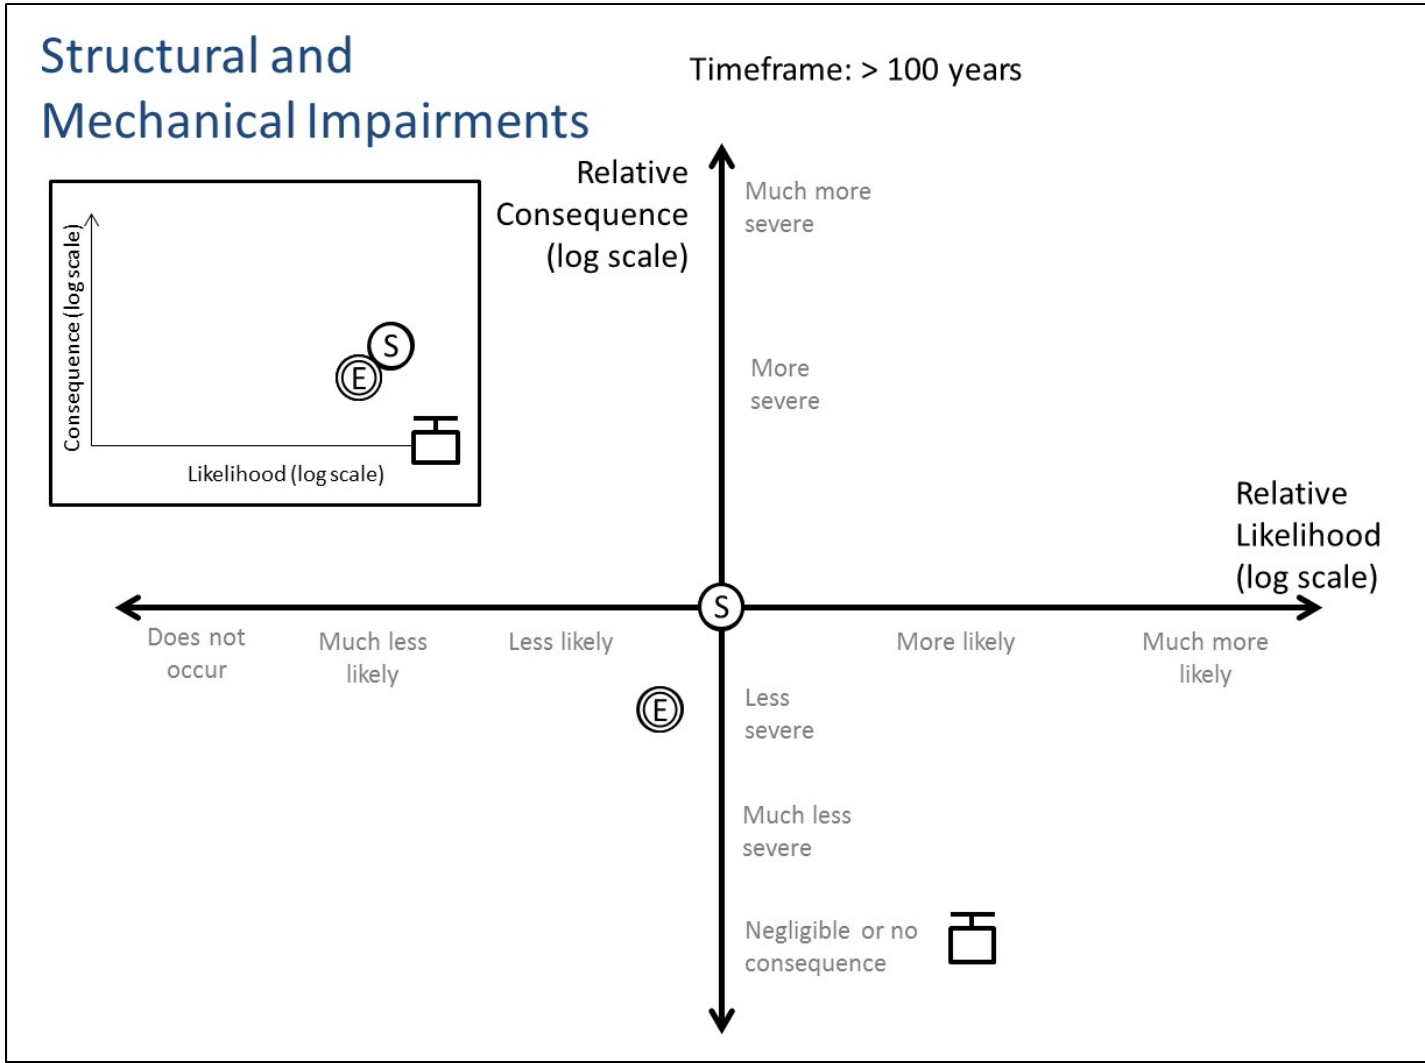 Structural and
Mechanical Impairments
Timeframe: > 100 years
Relative
Consequence
(log scale)
Much more
severe
More
severe
Consequence (log scale)
S
E
Likelihood (log scale)
Relative
Likelihood
(log scale)
S
Does not
occur
Much less
likely
Less likely
More likely
Much more
likely
E
Less
severe
Much less
severe
Negligible or no
consequence